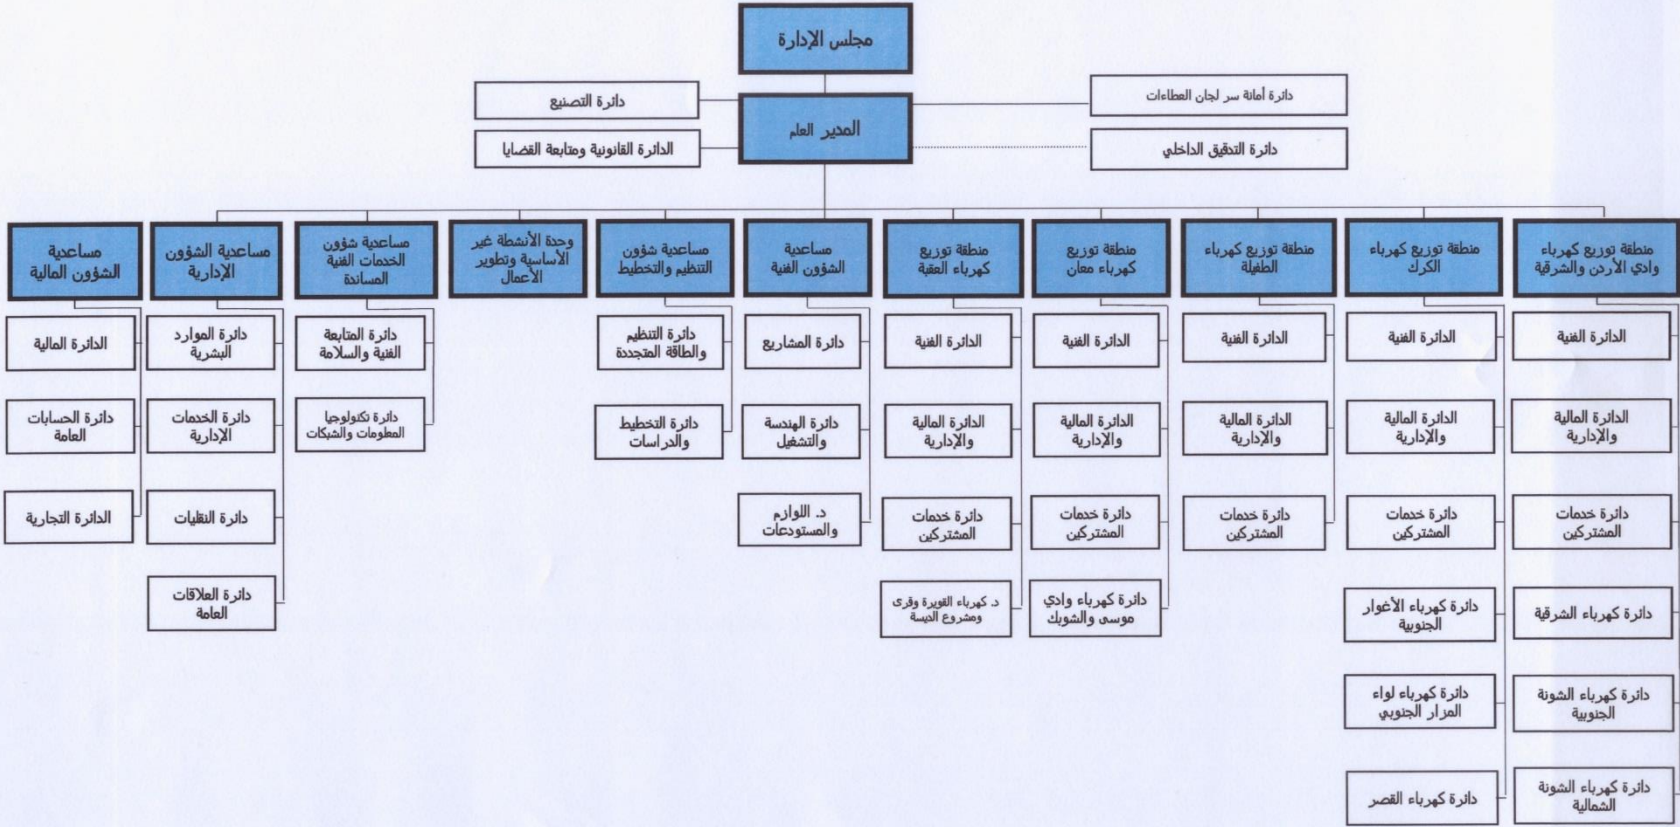 مجلس الإدارة
دائرة أمانة سر لجان العطاءات
دائرة التصنيع
المدير العام
دائرة التدقيق الداخلي
الدائرة القانونية ومتابعة القضايا
منطقة توزيع كهرباء
وادي الأردن والشرقية
الدائرة الفنية
الدائرة المالية
والإدارية
دائرة خدمات
المشتركين
دائرة كهرباء الشرقية
دائرة كهرباء الشونة
الجنوبية
دائرة كهرباء الشونة
الشمالية
منطقة توزيع كهرباء
الكرك
الدائرة الفنية
الدائرة المالية
والإدارية
دائرة خدمات
المشتركين
دائرة كهرباء الأغوار
الجنوبية
دائرة كهرباء لواء
المزار الجنوبي
دائرة كهرباء القصر
منطقة توزيع كهرباء
الطفيلة
الدائرة الفنية
الدائرة المالية
والإدارية
دائرة خدمات
المشتركين
منطقة توزيع
كهرباء معان
الدائرة الفنية
الدائرة المالية
والإدارية
دائرة خدمات
المشتركين
دائرة كهرباء وادي
موسى والشوبك
منطقة توزيع
كهرباء العقبة
الدائرة الفنية
الدائرة المالية
والإدارية
دائرة خدمات
المشتركين
د. كهرباء القويرة وقرى
ومشروع الديسة
مساعدية
الشؤون الفنية
دائرة المشاريع
دائرة الهندسة
والتشغيل
د. اللوازم
والمستودعات
مساعدية شؤون
التنظيم والتخطيط
دائرة التنظيم
والطاقة المتجددة
دائرة التخطيط
والدراسات
وحدة الأنشطة غير
الأساسية وتطوير
الأعمال
مساعدية شؤون
الخدمات الفنية
المساندة
دائرة المتابعة
الفنية والسلامة
دائرة تكنولوجيا
المعلومات والشبكات
مساعدية الشؤون
الإدارية
دائرة الموارد
البشرية
دائرة الخدمات
الإدارية
دائرة النقليات
دائرة العلاقات
العامة
مساعدية
الشؤون المالية
الدائرة المالية
دائرة الحسابات
العامة
الدائرة التجارية